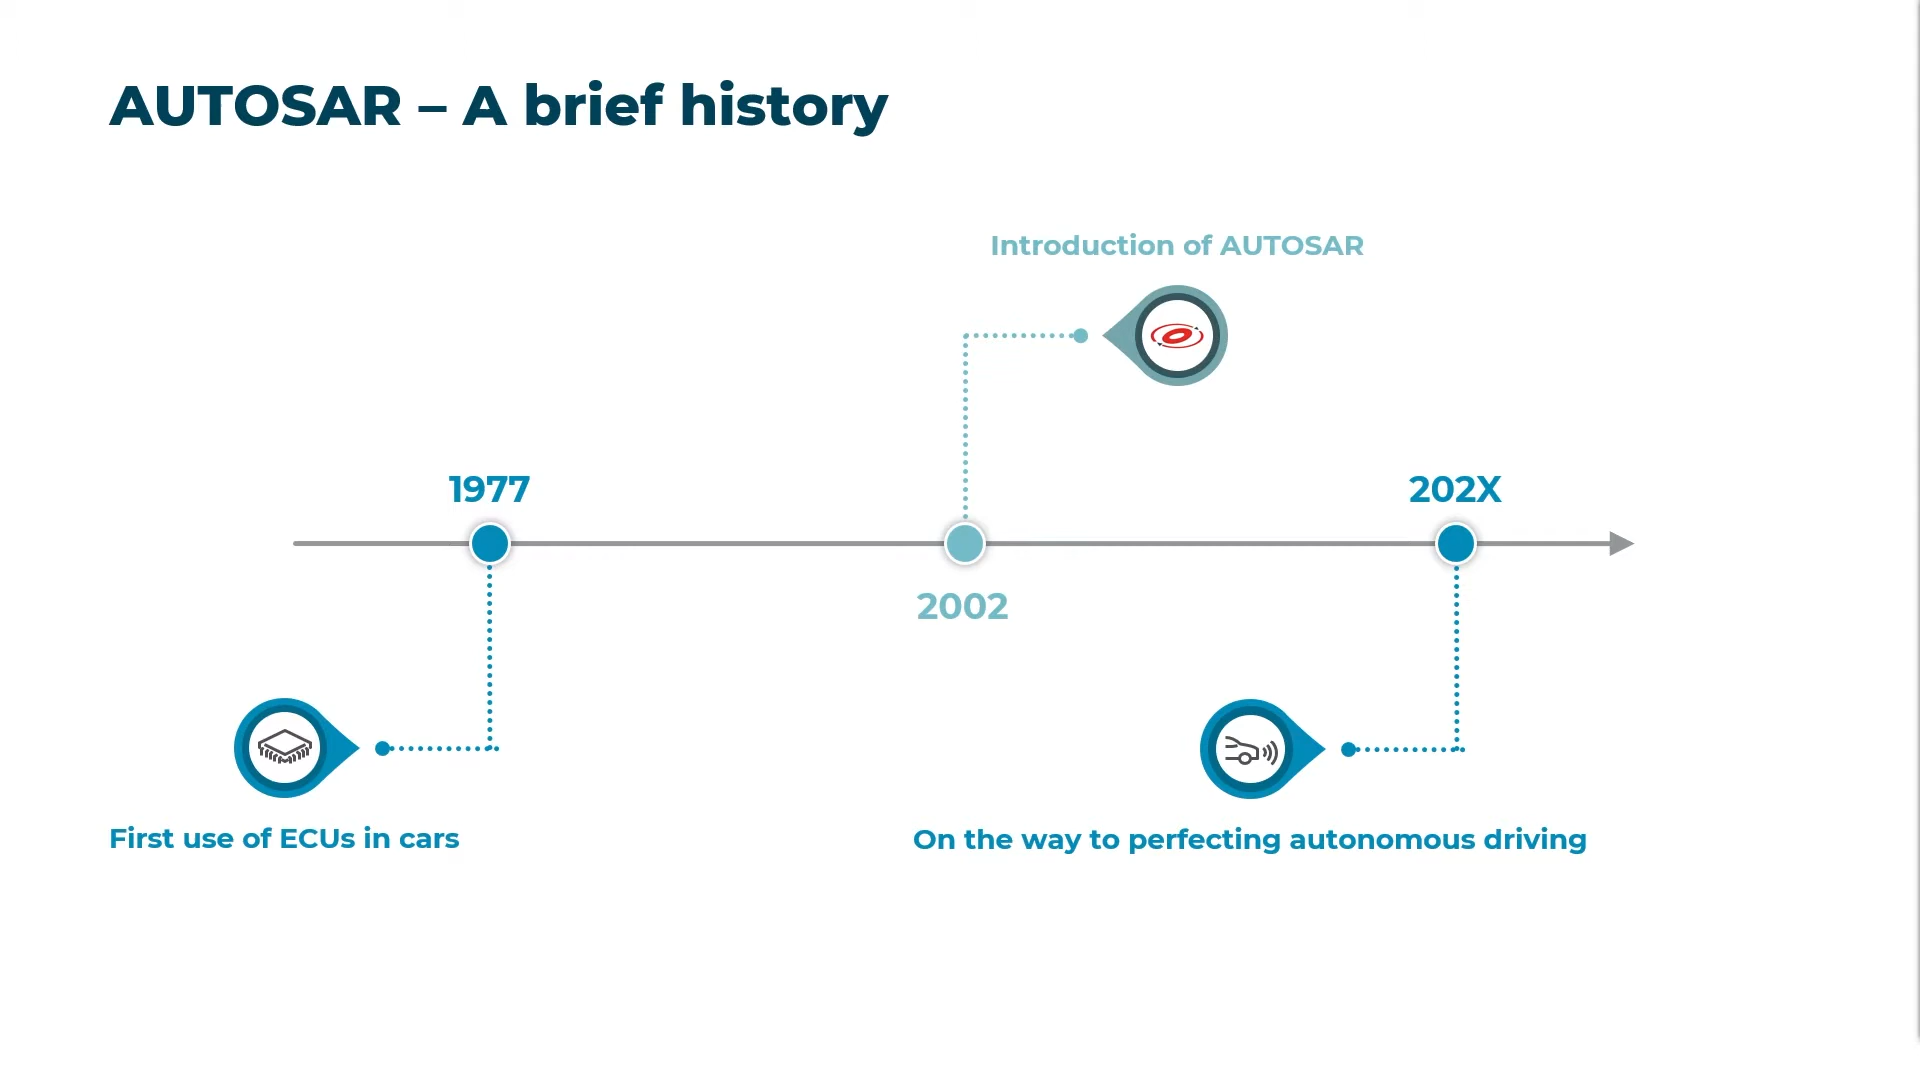 AUTOSAR – A brief history
Introduction of AUTOSAR
1977
202X
2002
First use of ECUs in cars
On the way to perfecting autonomous driving